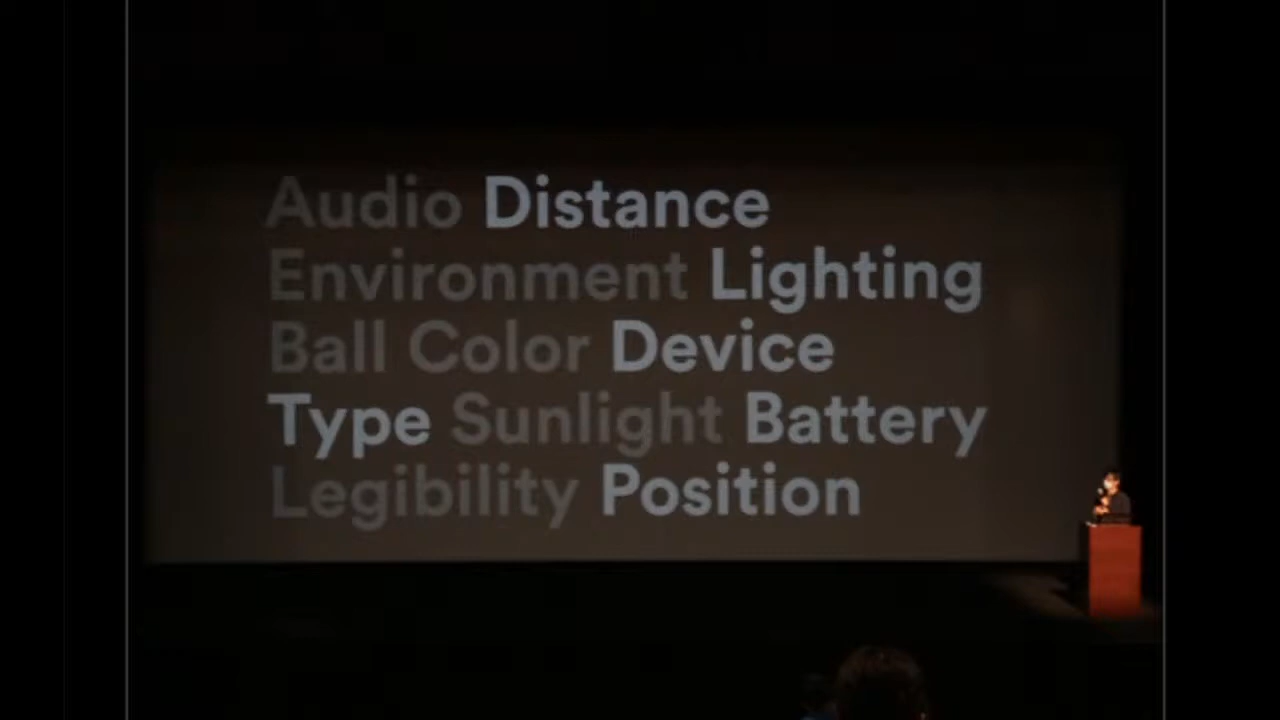 Audio Distance
Environment Lighting
Ball Color Device
Type Sunlight Battery
Legibility Position